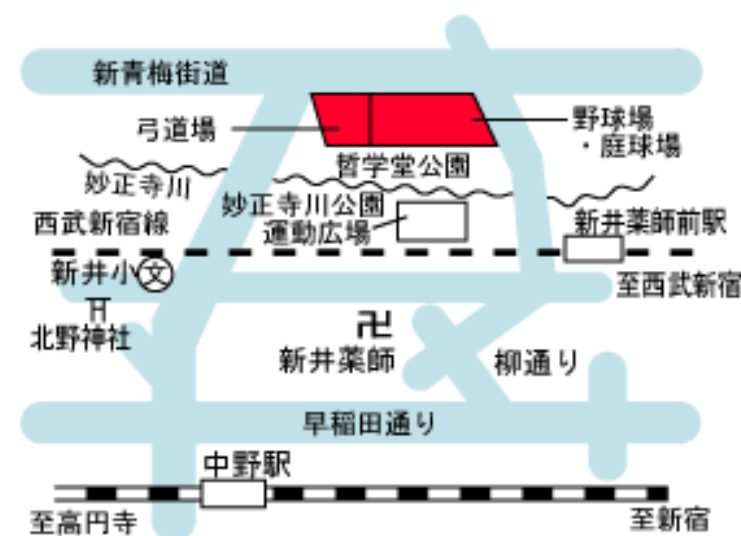 新青梅街道
弓道場
野球場
・庭球場
哲学堂公園
妙正寺川
妙正寺川公園
運動広場
西武新宿線
新井薬師前駅
新井小
文
至西武新宿
北野神社
卍
新井薬師
柳通り
早稲田通り
中野駅
至高円寺
至新宿